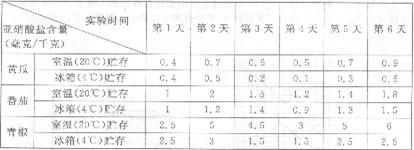 实验时间
亚硝酸盐含量
(毫克/千克)
第1天 第2天 第3天 第4天 第5天 第6天
黄瓜 室温(20℃)贮存 0.4 0.7 0.6 0.5 0.7 0.9
冰箱(4℃)贮存 0.4 0.5 0.2 0.1 0.3 0.6
番茄 室温(20℃)贮存 1 2 1.5 1.2 1.4 1.8
冰箱(4℃)贮存 1 1.2 1.4 0.9 1.3 1.5
青椒 室温(20℃)贮存 2.5 5 4.5 3 5 6
冰箱(4℃)贮存 2.5 3 1.5 1.5 2.5 2.6